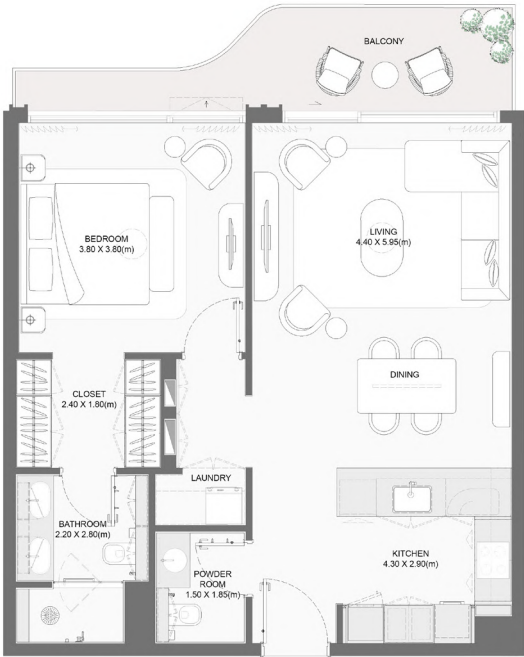 BALCONY
BEDROOM
3.80 X 3.80(m)
LIVING
4.40 X 5.95(m)
DINING
CLOSET
2.40 X 1.80(m)
LAUNDRY
BATHROOM
2.20 X 2.80(m)
KITCHEN
4.30 X 2.90(m)
POWDER
ROOM
1.50 X 1.85(m)